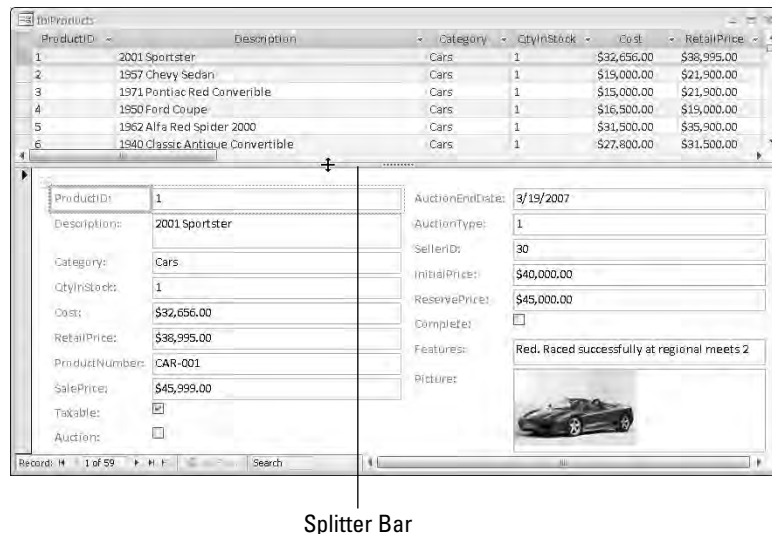 tblProducts
ProductID Description Category QtyInStock Cost RetailPrice
1 2001 Sportster Cars 1 $32,656.00 $38,995.00
2 1957 Chevy Sedan Cars 1 $19,000.00 $21,900.00
3 1971 Pontiac Red Converible Cars 1 $15,000.00 $21,900.00
4 1950 Ford Coupe Cars 1 $16,500.00 $19,000.00
5 1962 Alfa Red Spider 2000 Cars 1 $31,500.00 $35,900.00
6 1940 Classic Antique Convertible Cars 1 $27,800.00 $31,500.00
ProductID: 1
Description: 2001 Sportster
Category: Cars
QtyInStock: 1
Cost: $32,656.00
RetailPrice: $38,995.00
ProductNumber: CAR-001
SalePrice: $45,999.00
Taxable:
Auction:
AuctionEndDate: 3/19/2007
AuctionType: 1
SellerID: 30
InitialPrice: $40,000.00
ReservePrice: $45,000.00
Complete:
Features: Red. Raced successfully at regional meets 2
Picture:
Record: 1 of 59 Search
Splitter Bar